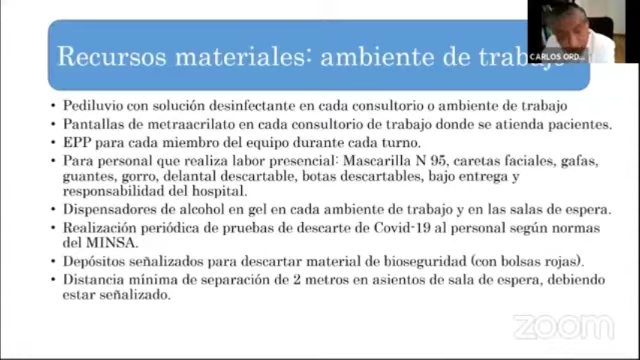 CARLOS ORD
Recursos materiales: ambiente de trabajo
• Pediluvio con solución desinfectante en cada consultorio o ambiente de trabajo
• Pantallas de metraacrilato en cada consultorio de trabajo donde se atienda pacientes.
• EPP para cada miembro del equipo durante cada turno.
• Para personal que realiza labor presencial: Mascarilla N 95, caretas faciales, gafas,
guantes, gorro, delantal descartable, botas descartables, bajo entrega y
responsabilidad del hospital.
• Dispensadores de alcohol en gel en cada ambiente de trabajo y en las salas de espera.
• Realización periódica de pruebas de descarte de Covid-19 al personal según normas
del MINSA.
• Depósitos señalizados para descartar material de bioseguridad (con bolsas rojas).
• Distancia mínima de separación de 2 metros en asientos de sala de espera, debiendo
estar señalizado.
zoom